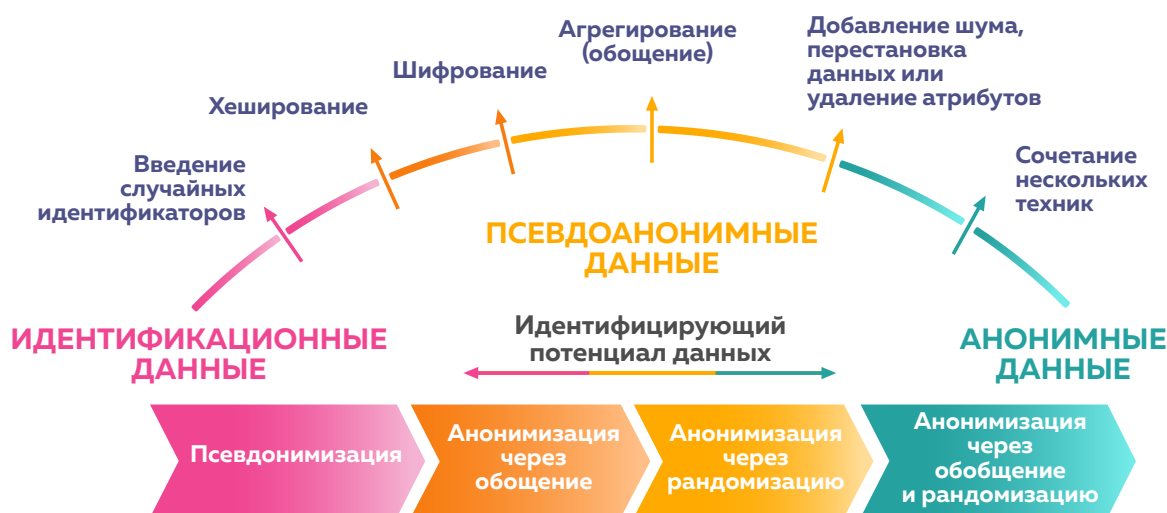 Введение
случайных
идентификаторов
Хеширование
Шифрование
Агрегирование
(обощение)
Добавление шума,
перестановка
данных или
удаление атрибутов
Сочетание
нескольких
техник
ПСЕВДОАНОНИМНЫЕ
ДАННЫЕ
ИДЕНТИФИКАЦИОННЫЕ
ДАННЫЕ
Идентифицирующий
потенциал данных
АНОНИМНЫЕ
ДАННЫЕ
Псевдонимизация
Анонимизация
через
обощение
Анонимизация
через
рандомизацию
Анонимизация
через
обобщение
и рандомизацию